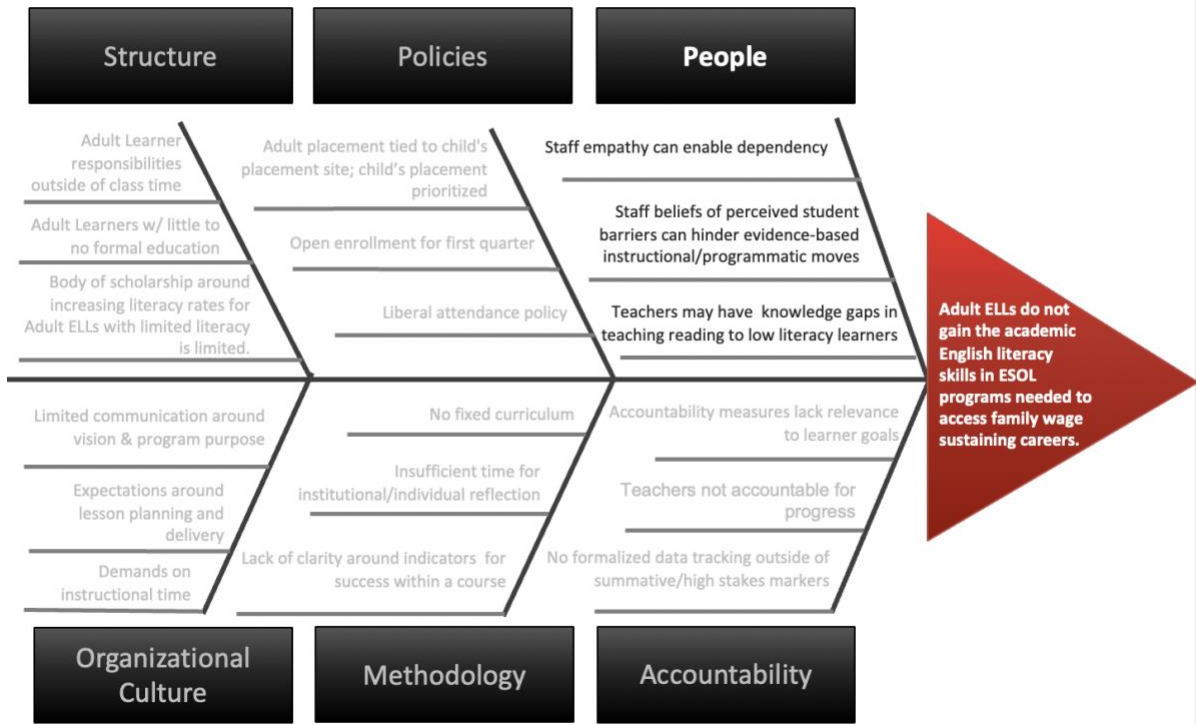 Structure
Policies
People
Adult Learner
responsibilities
outside of class time
Adult Learners w/ little to
no formal education
Body of scholarship around
increasing literacy rates for
Adult ELLs with limited literacy
is limited.
Adult placement tied to child's
placement site; child’s placement
prioritized
Open enrollment for first quarter
Liberal attendance policy
Staff empathy can enable dependency
Staff beliefs of perceived student
barriers can hinder evidence-based
instructional/programmatic moves
Teachers may have knowledge gaps in
teaching reading to low literacy learners
Adult ELLs do not
gain the academic
English literacy
skills in ESOL
programs needed to
access family wage
sustaining careers.
Limited communication around
vision & program purpose
Expectations around
lesson planning and
delivery
Demands on
instructional time
No fixed curriculum
Insufficient time for
institutional/individual reflection
Lack of clarity around indicators for
success within a course
Accountability measures lack relevance
to learner goals
Teachers not accountable for
progress
No formalized data tracking outside of
summative/high stakes markers
Organizational
Culture
Methodology
Accountability